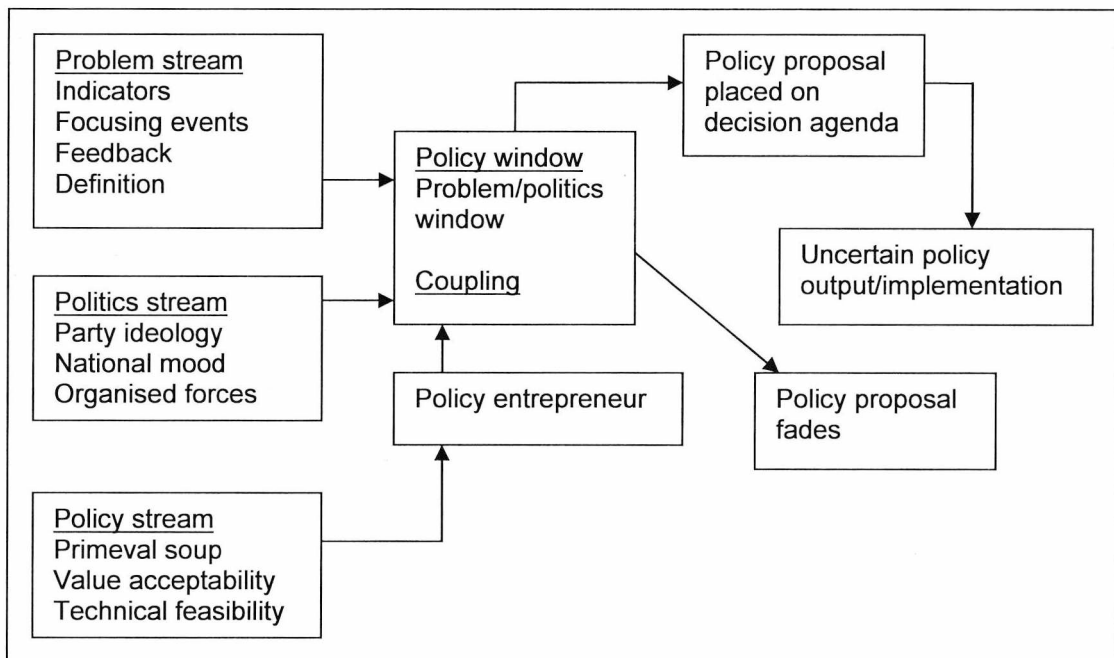 Problem stream
Indicators
Focusing events
Feedback
Definition
Politics stream
Party ideology
National mood
Organised forces
Policy stream
Primeval soup
Value acceptability
Technical feasibility
Policy window
Problem/politics
window
Coupling
Policy entrepreneur
Policy proposal
placed on
decision agenda
Uncertain policy
output/implementation
Policy proposal
fades